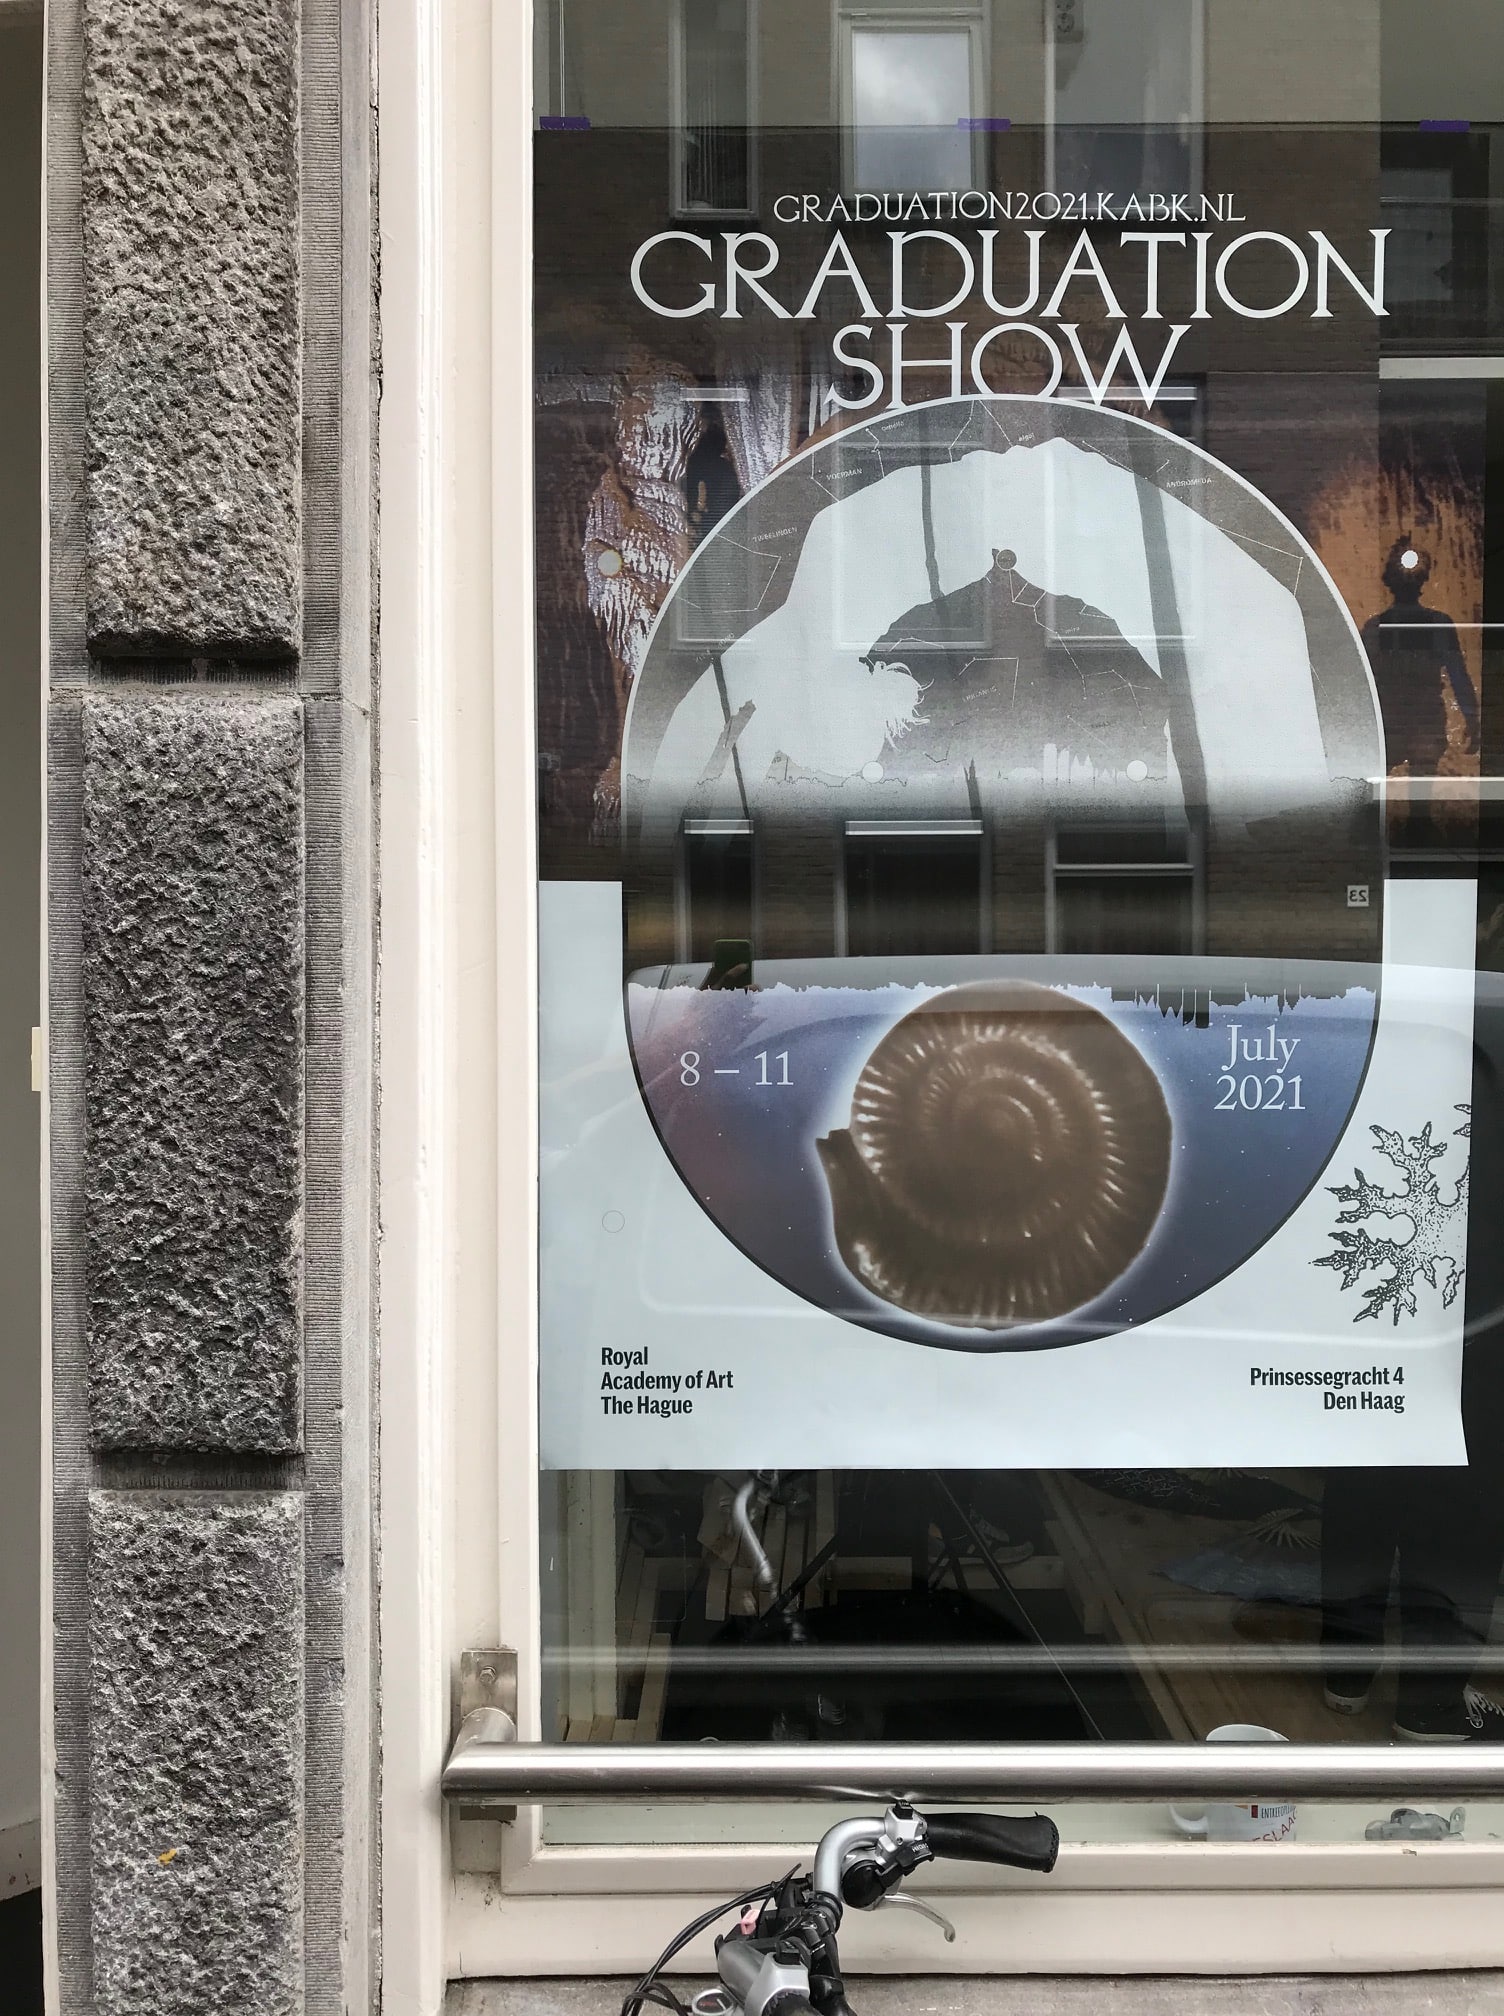 GRADUATION2021.KABK.NL
GRADUATION
SHOW
VOERMAN
ANDROMEDA
TWEELINGEN
8 – 11
July
2021
Royal
Academy of Art
The Hague
Prinsessegracht 4
Den Haag
23